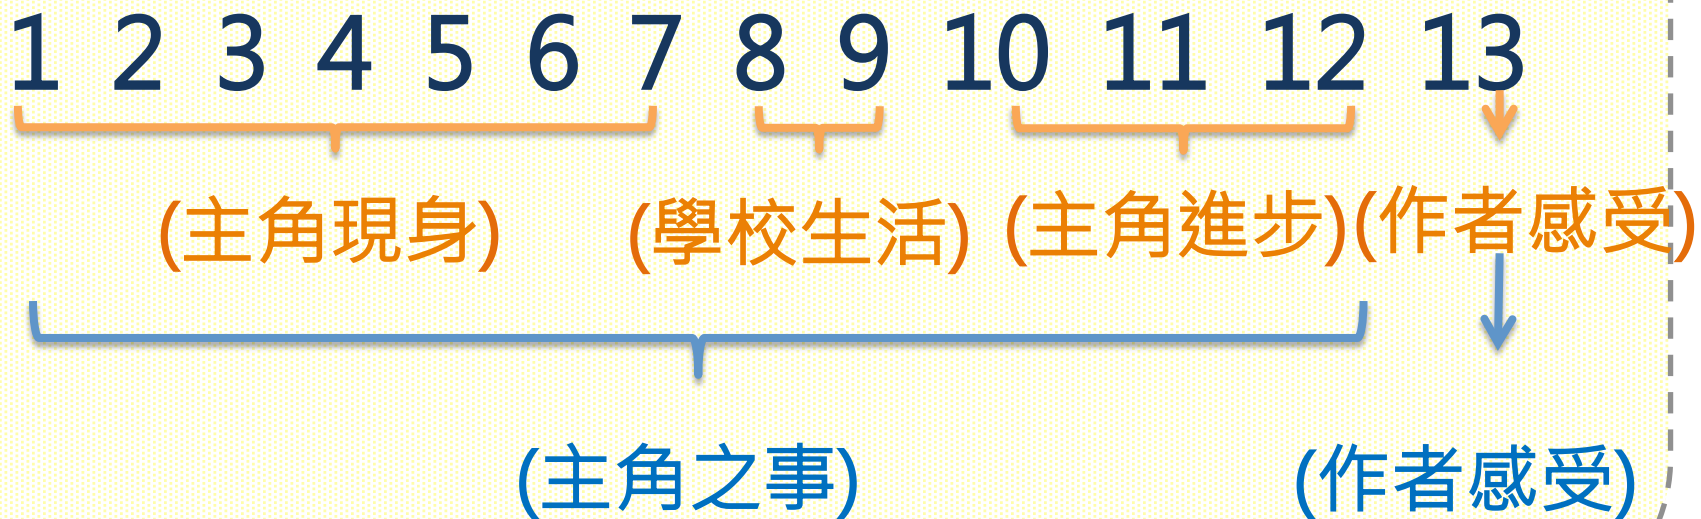 1 2 3 4 5 6 7 8 9 10 11 12 13
(主角現身) (學校生活) (主角進步) (作者感受)
(主角之事) (作者感受)